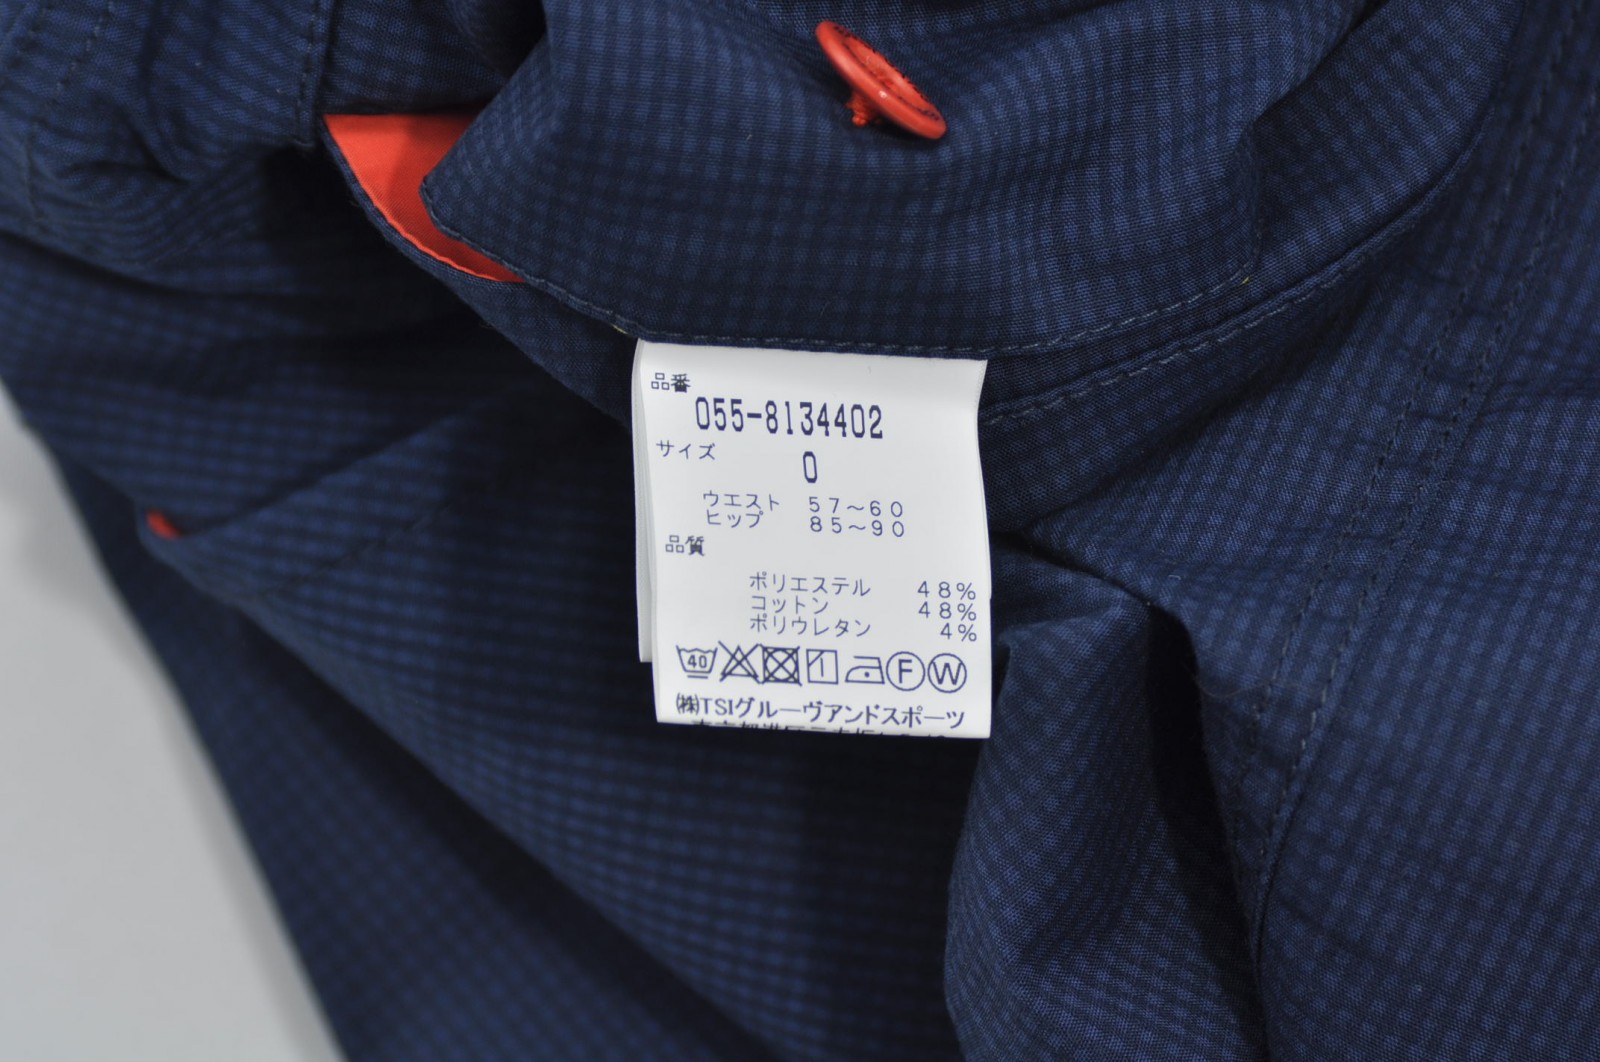 品番
055-8134402
サイズ
0
ウエスト 57~60
ヒップ 85~90
品質
ポリエステル 48%
コットン 48%
ポリウレタン 4%
40 F W
㈱TSIグルーヴアンドスポーツ